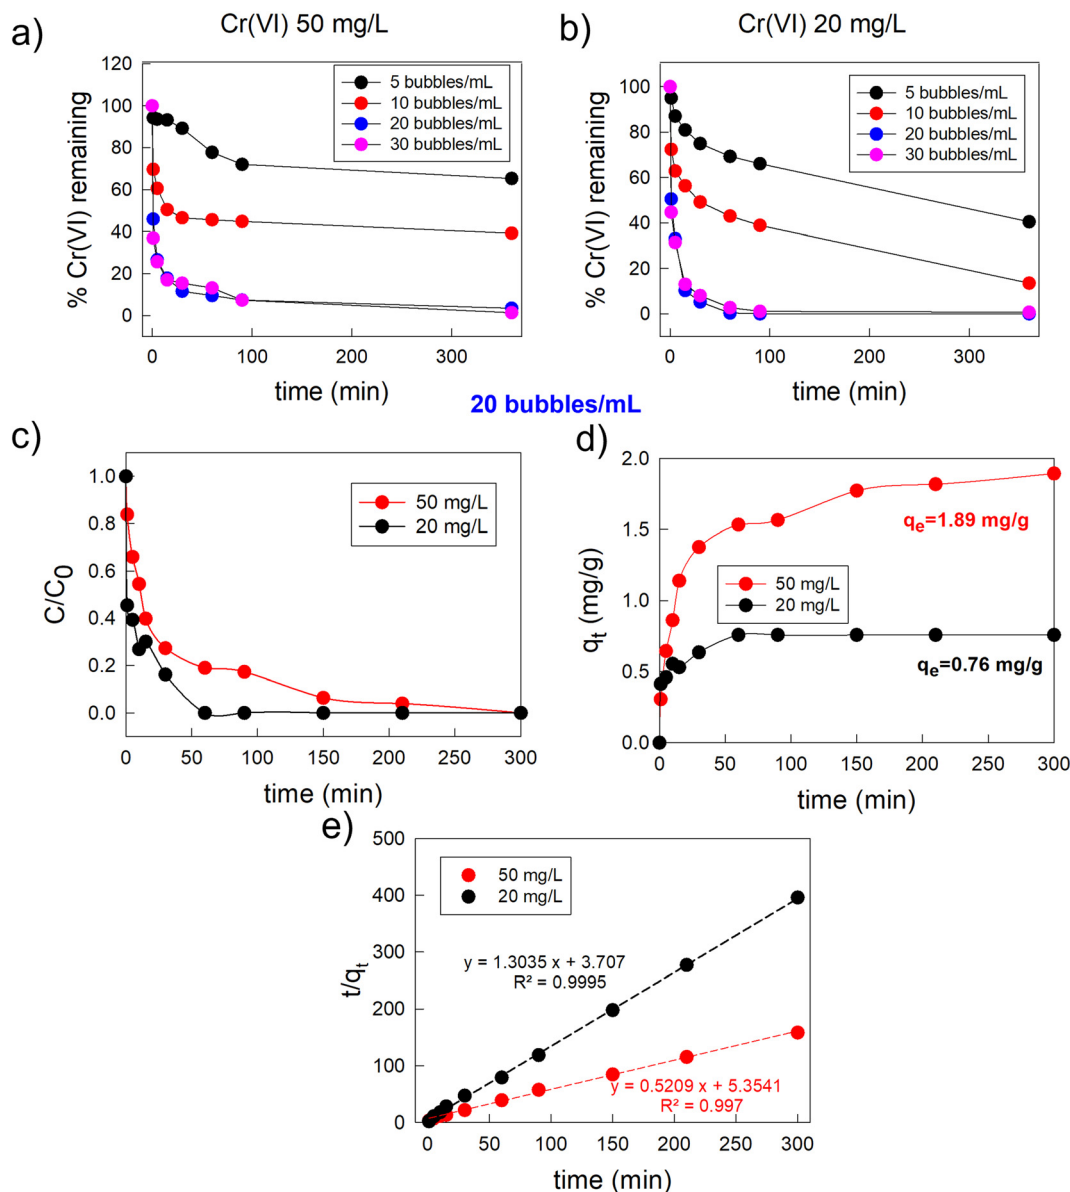 a)
Cr(VI) 50 mg/L
% Cr(VI) remaining
120
100
80
60
40
20
0
5 bubbles/mL
10 bubbles/mL
20 bubbles/mL
30 bubbles/mL
0 100 200 300
time (min)
b)
Cr(VI) 20 mg/L
% Cr(VI) remaining
100
80
60
40
20
0
5 bubbles/mL
10 bubbles/mL
20 bubbles/mL
30 bubbles/mL
0 100 200 300
time (min)
20 bubbles/mL
c)
C/C0
1.0
0.8
0.6
0.4
0.2
0.0
50 mg/L
20 mg/L
0 50 100 150 200 250 300
time (min)
d)
qt (mg/g)
2.0
1.5
1.0
0.5
0.0
qe=1.89 mg/g
50 mg/L
20 mg/L
qe=0.76 mg/g
0 50 100 150 200 250 300
time (min)
e)
t/qt
500
400
300
200
100
0
50 mg/L
20 mg/L
y = 1.3035 x + 3.707
R² = 0.9995
y = 0.5209 x + 5.3541
R² = 0.997
0 50 100 150 200 250 300
time (min)